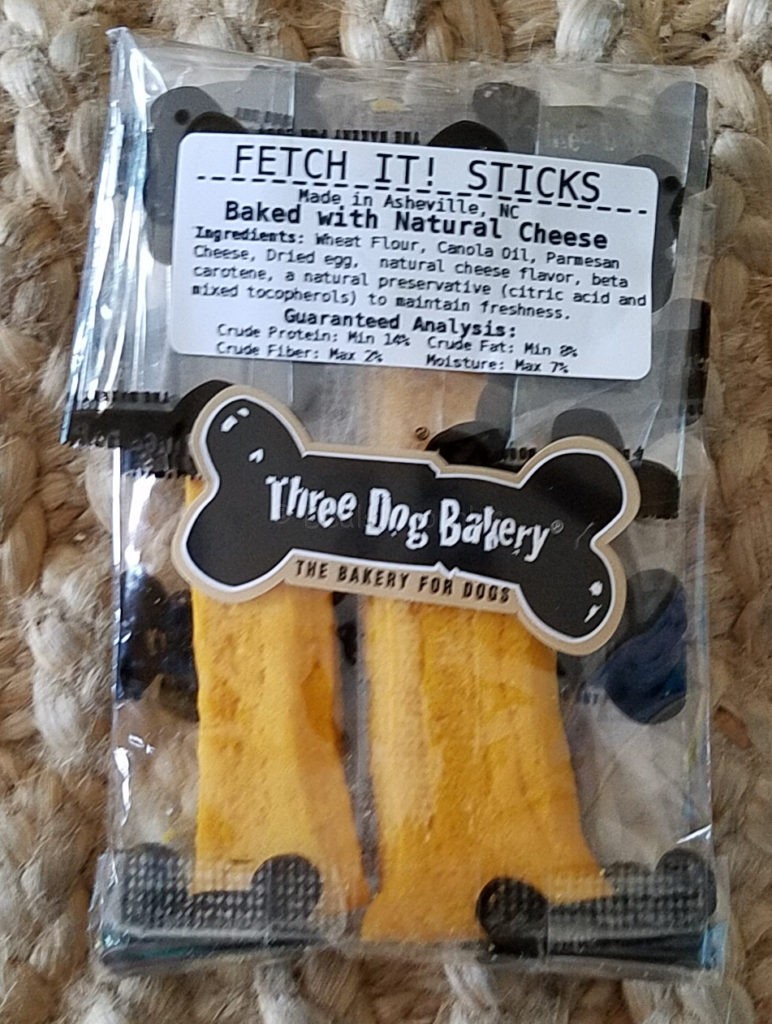 FETCH IT! STICKS
Made in Asheville, NC
Baked with Natural Cheese
Ingredients: Wheat Flour, Canola Oil, Parmesan
Cheese, Dried egg, natural cheese flavor, beta
carotene, a natural preservative (citric acid and
mixed tocopherols) to maintain freshness.
Guaranteed Analysis:
Crude Protein: Min 14% Crude Fat: Min 8%
Crude Fiber: Max 2% Moisture: Max 7%
Three Dog Bakery®
THE BAKERY FOR DOGS